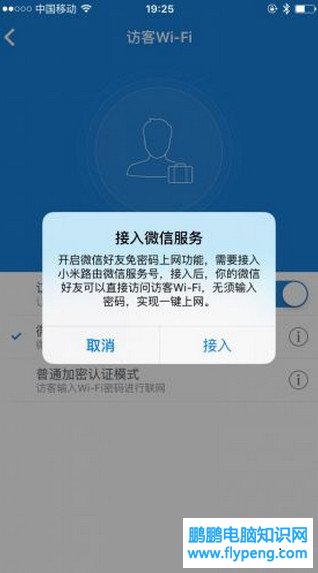 中国移动 19:25
访客Wi-Fi
接入微信服务
开启微信好友免密码上网功能，需要接入
小米路由微信服务号，接入后，你的微信
好友可以直接访问访客Wi-Fi，无须输入
密码，实现一键上网。
取消 接入
普通加密认证模式
访客输入Wi-Fi密码进行联网
鹏鹏电脑知识网
www.flypeng.com